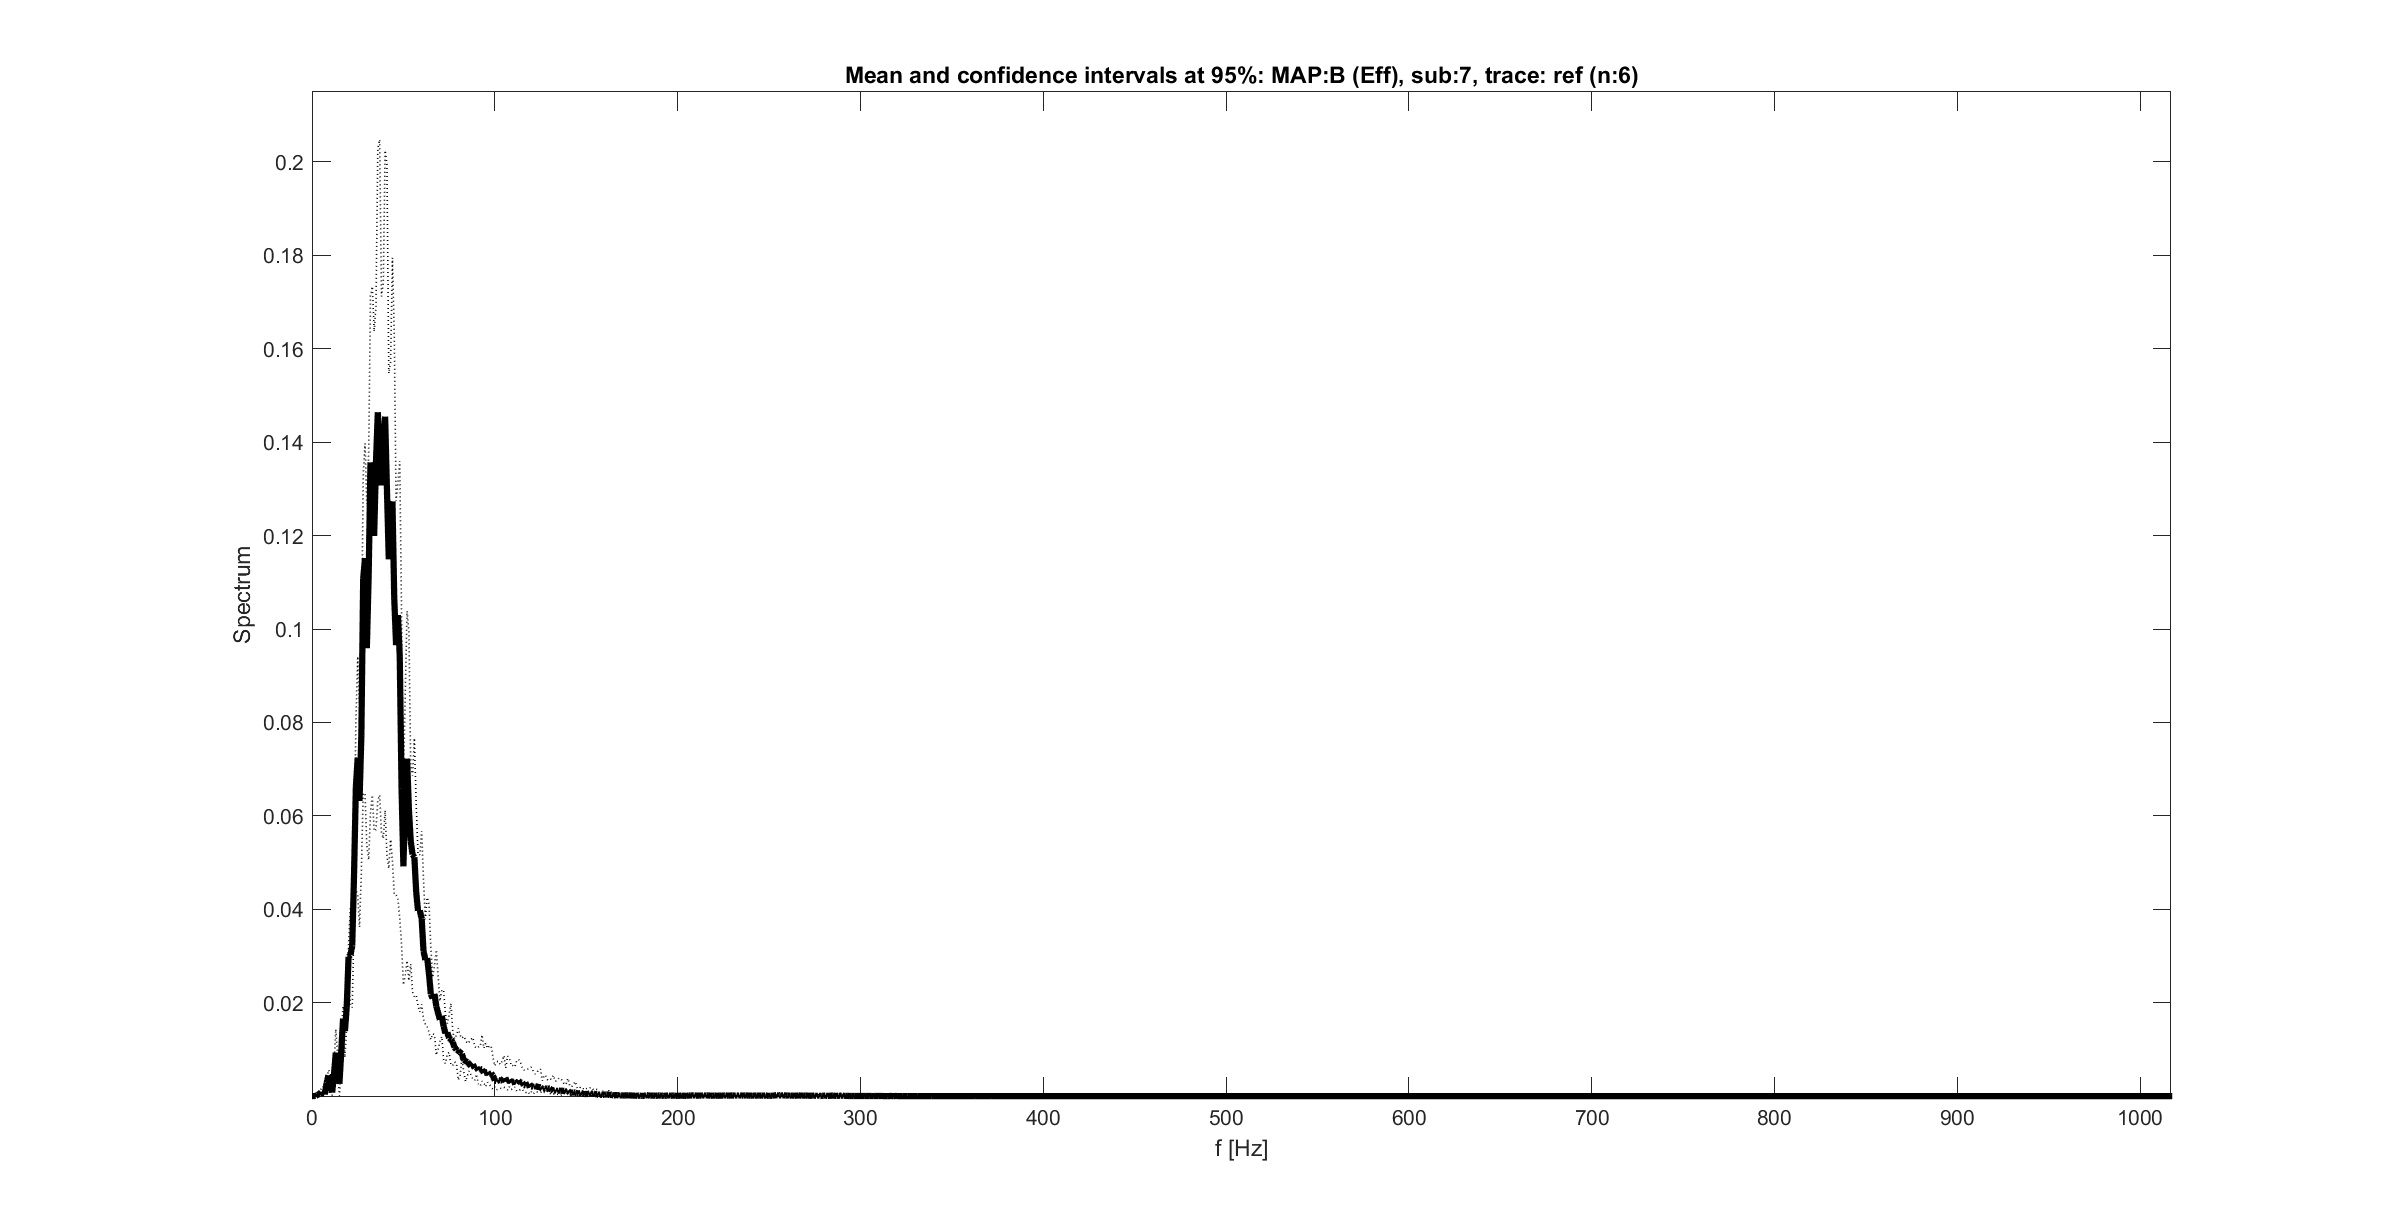 Mean and confidence intervals at 95%: MAP:B (Eff), sub:7, trace: ref (n:6)
0.2
0.18
0.16
0.14
0.12
0.1
0.08
0.06
0.04
0.02
Spectrum
0 100 200 300 400 500 600 700 800 900 1000
f [Hz]